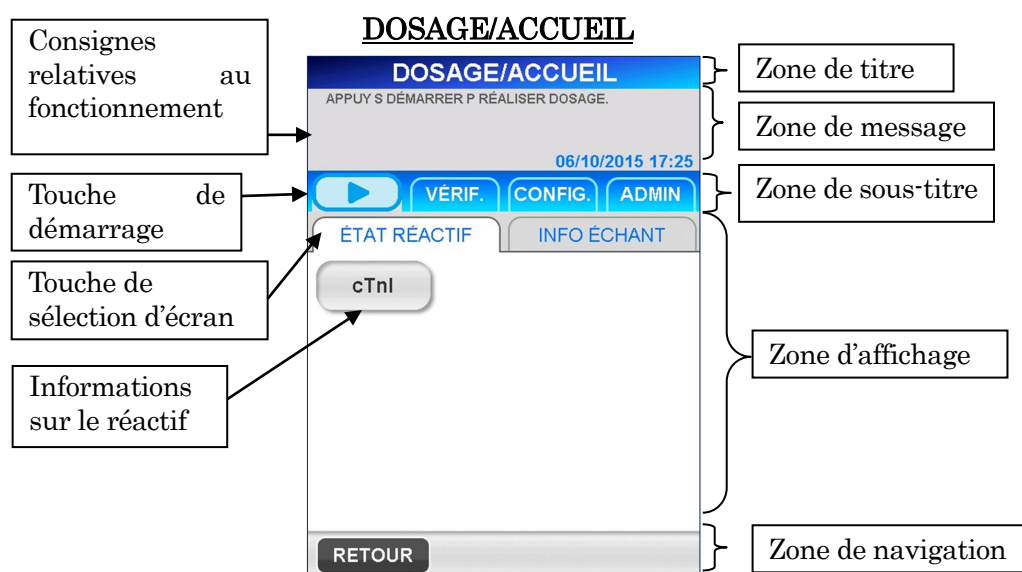 DOSAGE/ACCUEIL
Consignes
relatives au
fonctionnement
Touche de
démarrage
Touche de
sélection d'écran
Informations
sur le réactif
DOSAGE/ACCUEIL
APPUY S DÉMARRER P RÉALISER DOSAGE.
06/10/2015 17:25
VÉRIF. CONFIG. ADMIN
ÉTAT RÉACTIF INFO ÉCHANT
cTnI
RETOUR
Zone de titre
Zone de message
Zone de sous-titre
Zone d'affichage
Zone de navigation